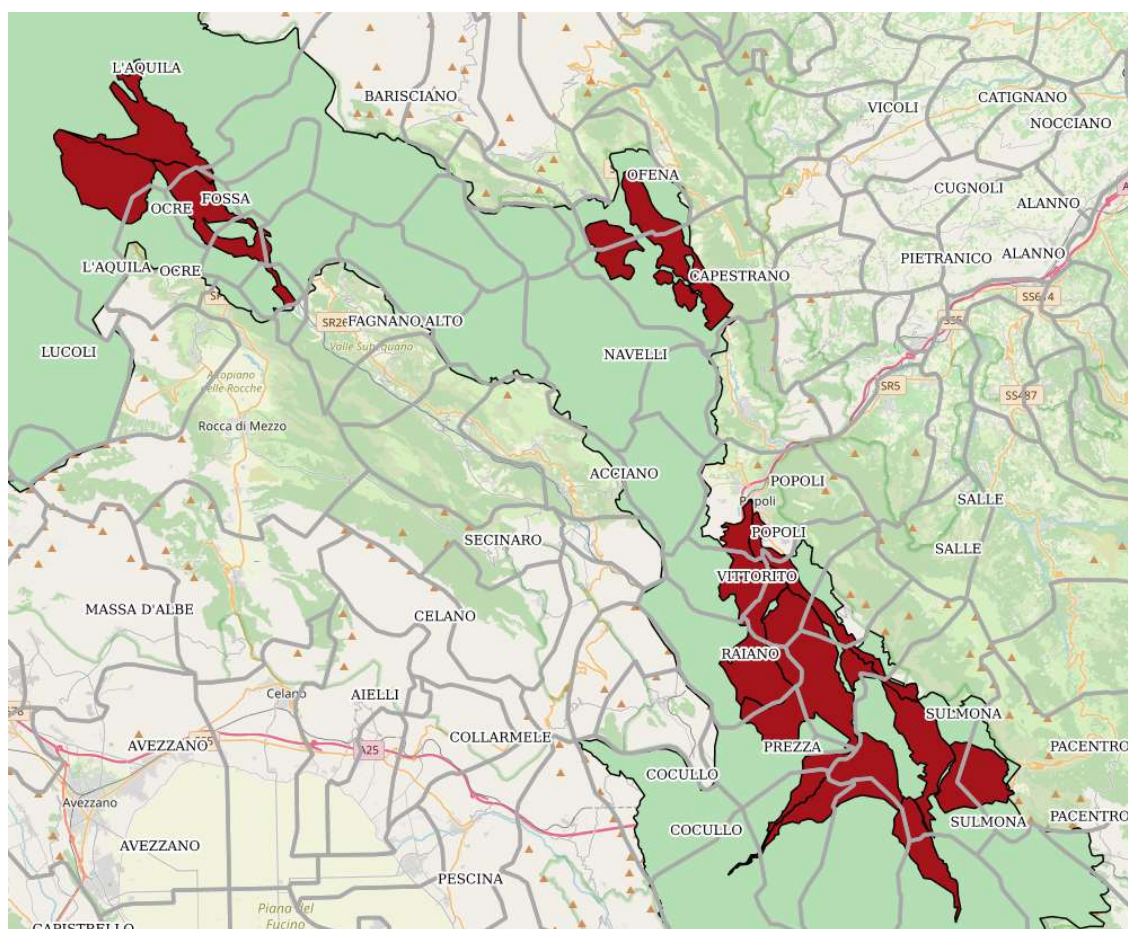 L'AQUILA
BARISCIANO
VICOLI
CATIGNANO
NOCCIANO
OFENA
CUGNOLI
ALANNO
FOSSA
OCRE
L'AQUILA
OCRE
CAPESTRANO
PIETRANICO
ALANNO
SS614
SR26
FAGNANO ALTO
SS5
Valle Subequana
LUCOLI
NAVELLI
Altopiano
delle Rocche
SR5
SS487
Rocca di Mezzo
ACCIANO
POPOLI
SALLE
Popoli
SECINARO
POPOLI
SALLE
VITTORITO
MASSA D'ALBE
CELANO
RAIANO
Celano
AIELLI
SULMONA
AVEZZANO
A25
COLLARMELE
PREZZA
PACENTRO
COCULLO
Avezzano
COCULLO
SULMONA
PACENTRO
AVEZZANO
PESCINA
Piana del
Fucino
CAPISTRELLO